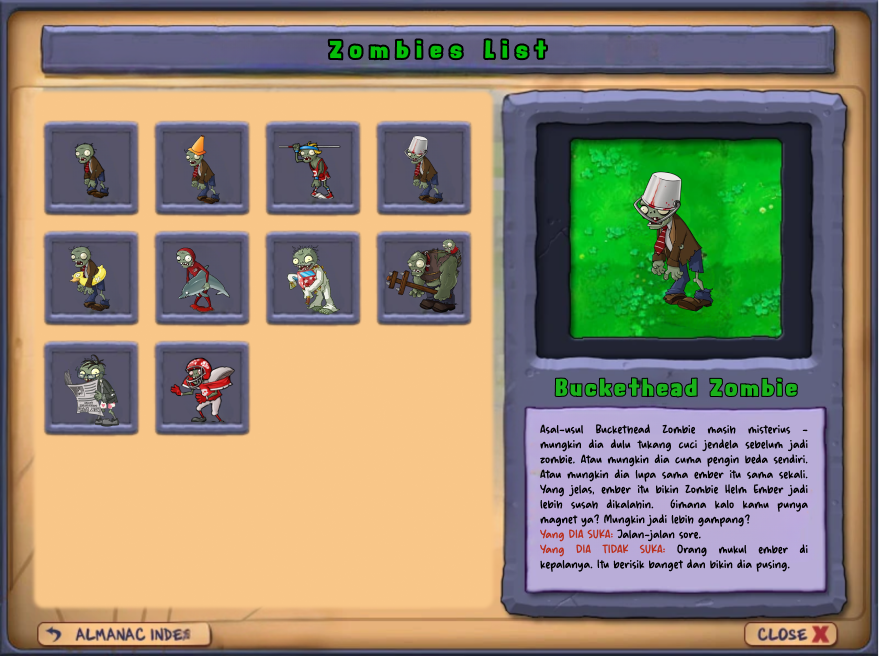 Zombies List
Buckethead Zombie
Asal-usul Buckethead Zombie masih misterius -
mungkin dia dulu tukang cuci jendela sebelum jadi
zombie. Atau mungkin dia cuma pengin beda sendiri.
Atau mungkin dia lupa sama ember itu sama sekali.
Yang jelas, ember itu bikin Zombie Helm Ember jadi
lebih susah dikalahin. Gimana kalo kamu punya
magnet ya? Mungkin jadi lebih gampang?
Yang DIA SUKA: Jalan-jalan sore.
Yang DIA TIDAK SUKA: Orang mukul ember di
kepalanya. Itu berisik banget dan bikin dia pusing.
ALMANAC INDEX
CLOSE X